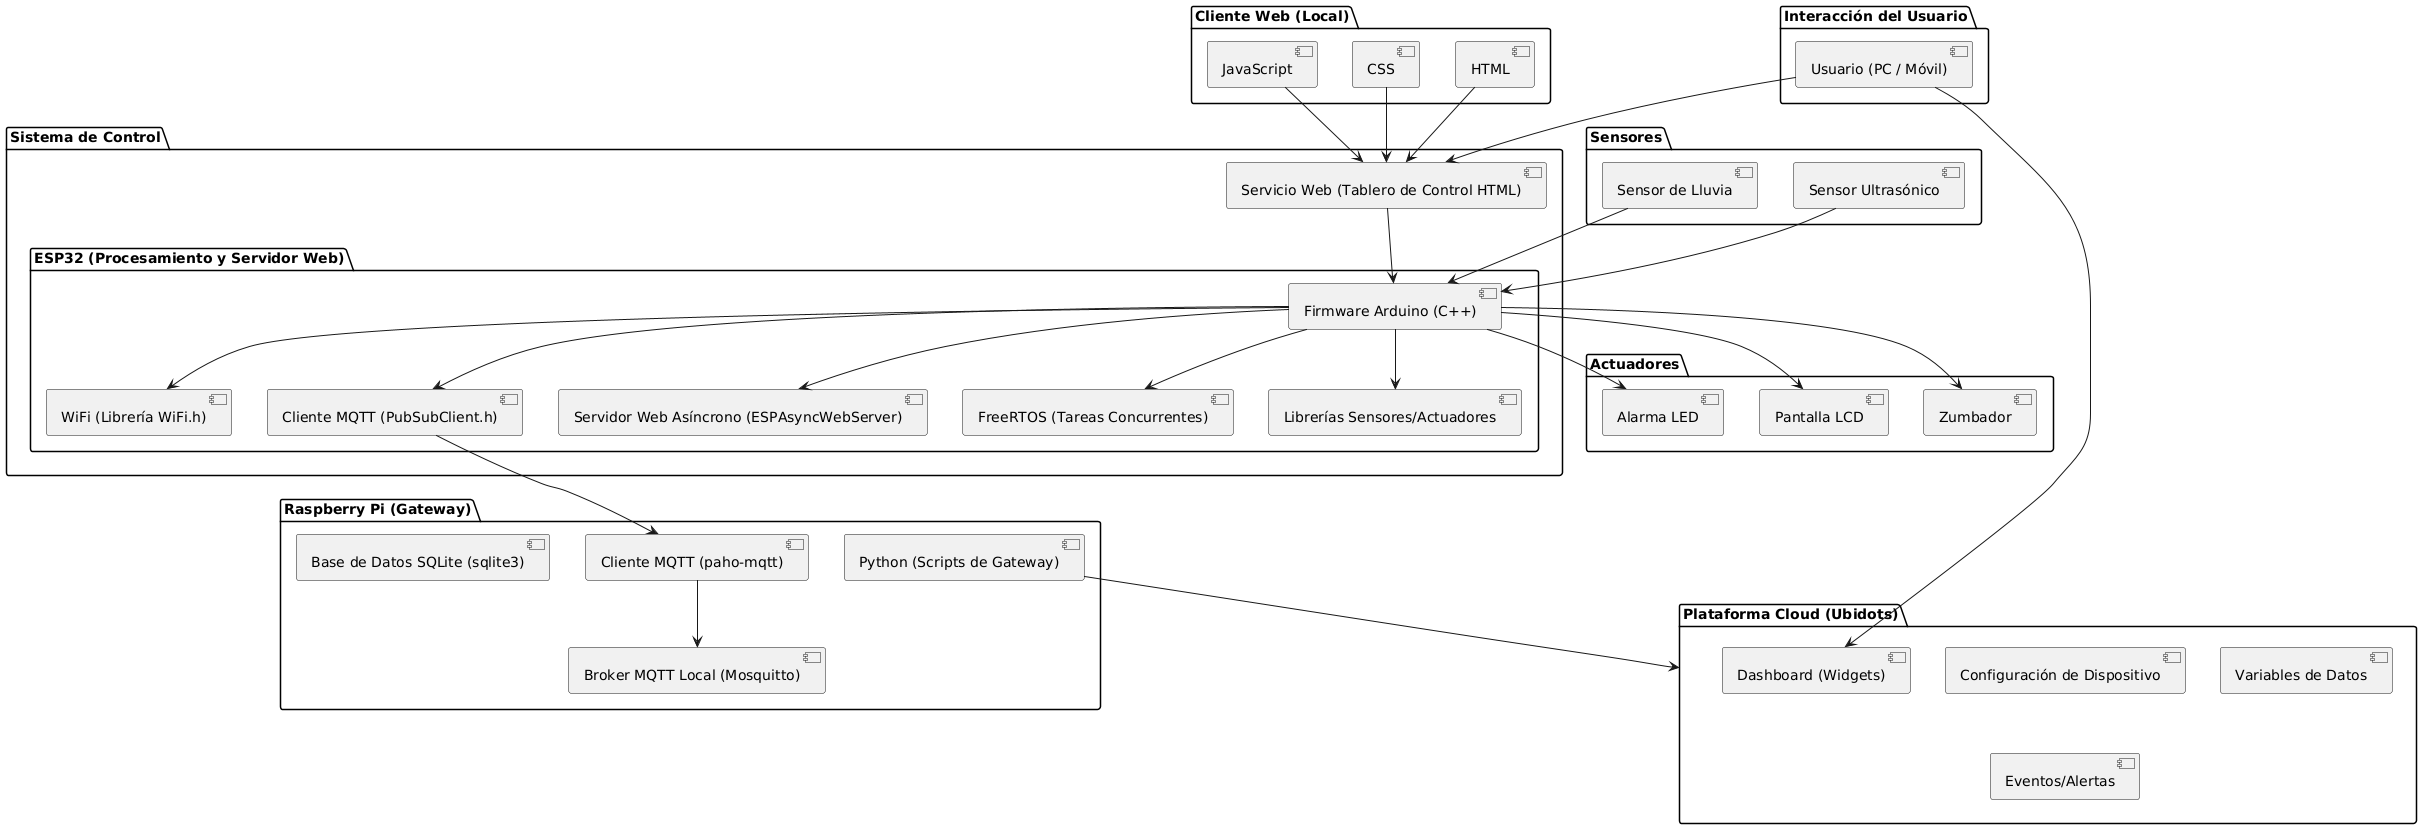 Cliente Web (Local)
JavaScript
CSS
HTML
Interacción del Usuario
Usuario (PC / Móvil)
Sistema de Control
Servicio Web (Tablero de Control HTML)
Sensores
Sensor de Lluvia
Sensor Ultrasónico
ESP32 (Procesamiento y Servidor Web)
Firmware Arduino (C++)
WiFi (Librería WiFi.h)
Cliente MQTT (PubSubClient.h)
Servidor Web Asíncrono (ESPAsyncWebServer)
FreeRTOS (Tareas Concurrentes)
Librerías Sensores/Actuadores
Actuadores
Alarma LED
Pantalla LCD
Zumbador
Raspberry Pi (Gateway)
Base de Datos SQLite (sqlite3)
Cliente MQTT (paho-mqtt)
Python (Scripts de Gateway)
Broker MQTT Local (Mosquitto)
Plataforma Cloud (Ubidots)
Dashboard (Widgets)
Configuración de Dispositivo
Variables de Datos
Eventos/Alertas